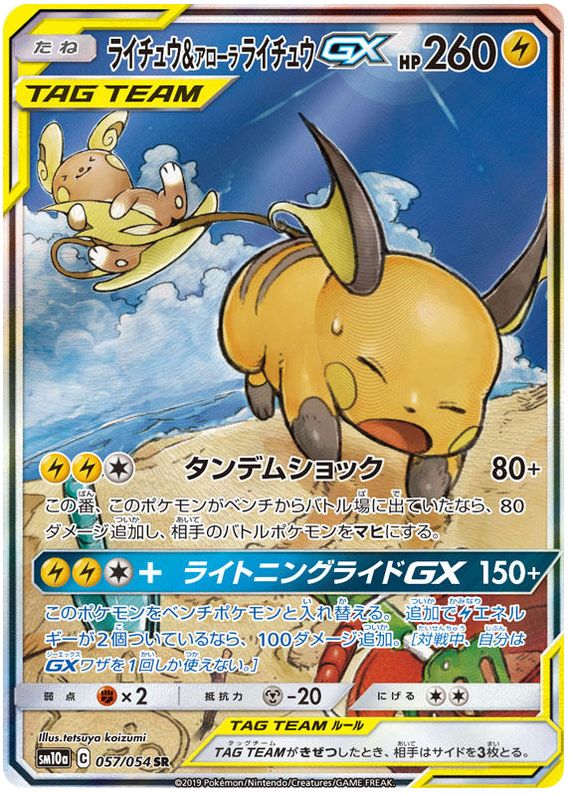 たね ライチュウ&アローラライチュウGX HP260
TAG TEAM
タンデムショック 80+
この番、このポケモンがベンチからバトル場に出ていたなら、80
ダメージ追加し、相手のバトルポケモンをマヒにする。
+ ライトニングライドGX 150+
このポケモンをベンチポケモンと入れ替える。追加でエネル
ギーが2個ついているなら、100ダメージ追加。[対戦中、自分は
GXワザを1回しか使えない。]
弱点 ×2 抵抗力 -20 にげる
Illus.tetsuya koizumi
TAG TEAM ルール
sm10a C 057/054 SR
TAG TEAMがきぜつしたとき、相手はサイドを3枚とる。
©2019 Pokémon/Nintendo/Creatures/GAME FREAK.